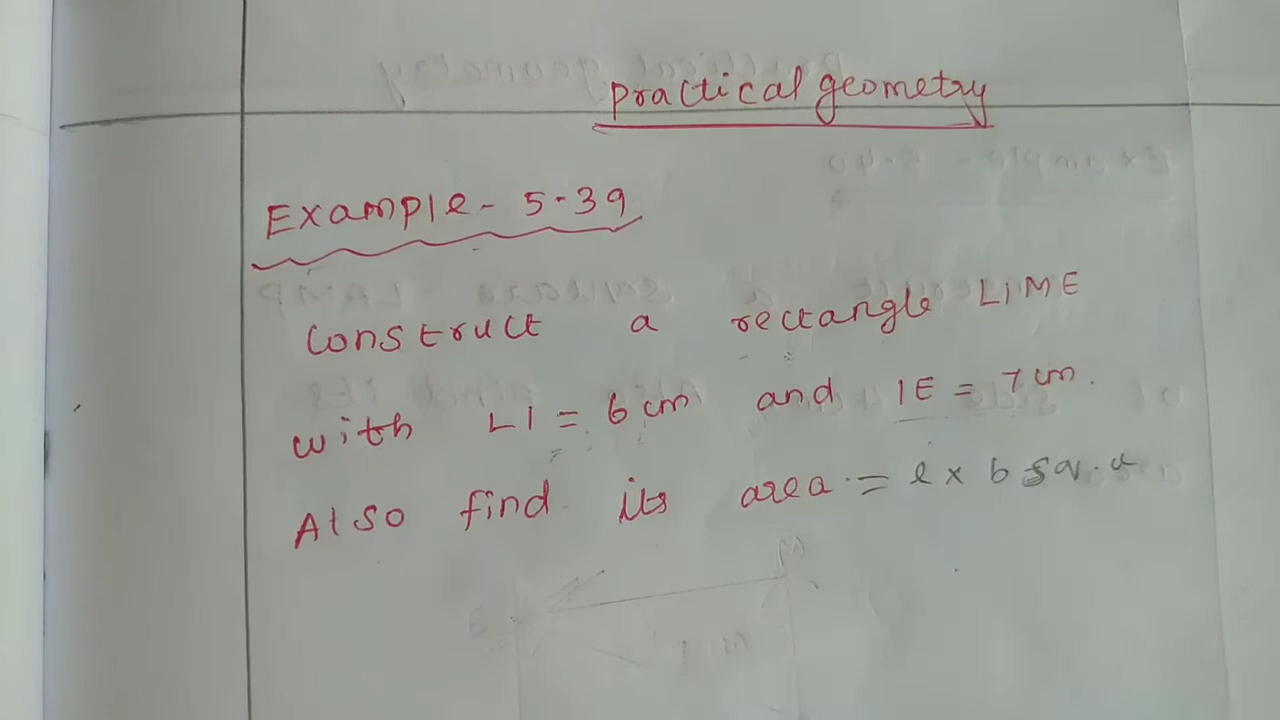 practical geometry
Example - 5.39
Construct a rectangle LIME
with LI = 6 cm and IE = 7 cm.
Also find its area. = l x b sq. u
M